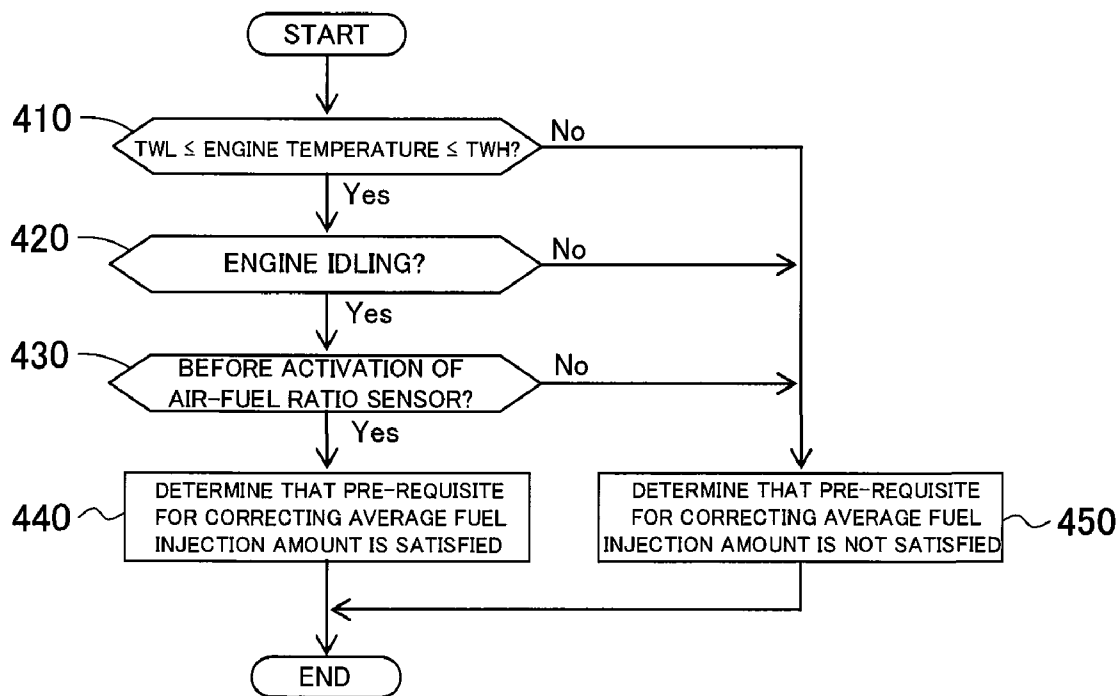 START
410
TWL ≤ ENGINE TEMPERATURE ≤ TWH?
No
Yes
420
ENGINE IDLING?
No
Yes
430
BEFORE ACTIVATION OF
AIR-FUEL RATIO SENSOR?
No
Yes
440
DETERMINE THAT PRE-REQUISITE
FOR CORRECTING AVERAGE FUEL
INJECTION AMOUNT IS SATISFIED
DETERMINE THAT PRE-REQUISITE
FOR CORRECTING AVERAGE FUEL
INJECTION AMOUNT IS NOT SATISFIED
450
END